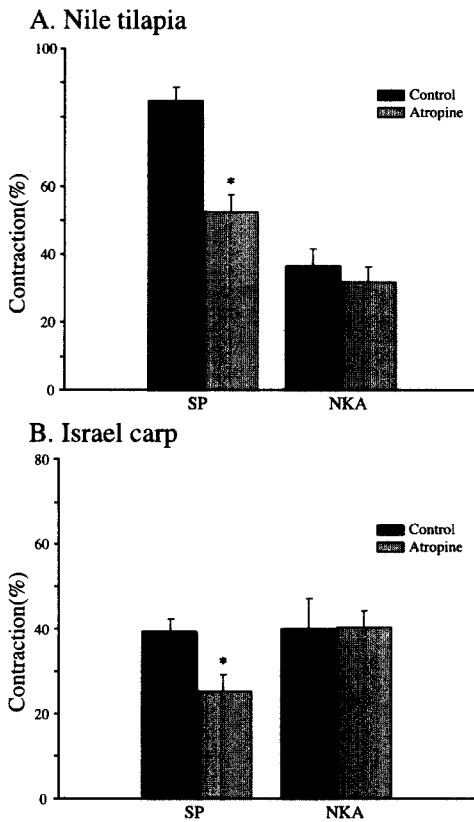 A. Nile tilapia
100
60
40
20
0
Contraction(%)
Control
Atropine
*
SP NKA
B. Israel carp
80
60
40
20
0
Contraction(%)
Control
Atropine
*
SP NKA